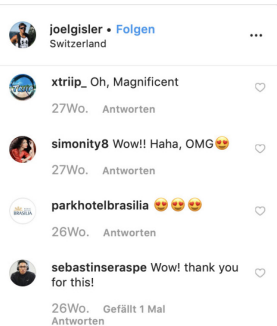 joelgisler • Folgen
Switzerland
xtriip_ Oh, Magnificent
27Wo. Antworten
simonity8 Wow!! Haha, OMG😍
27Wo. Antworten
parkhotelbrasilia 😍 😍 😍
26Wo. Antworten
BRASILIA
sebastinseraspe Wow! thank you
for this!
26Wo. Gefällt 1 Mal
Antworten